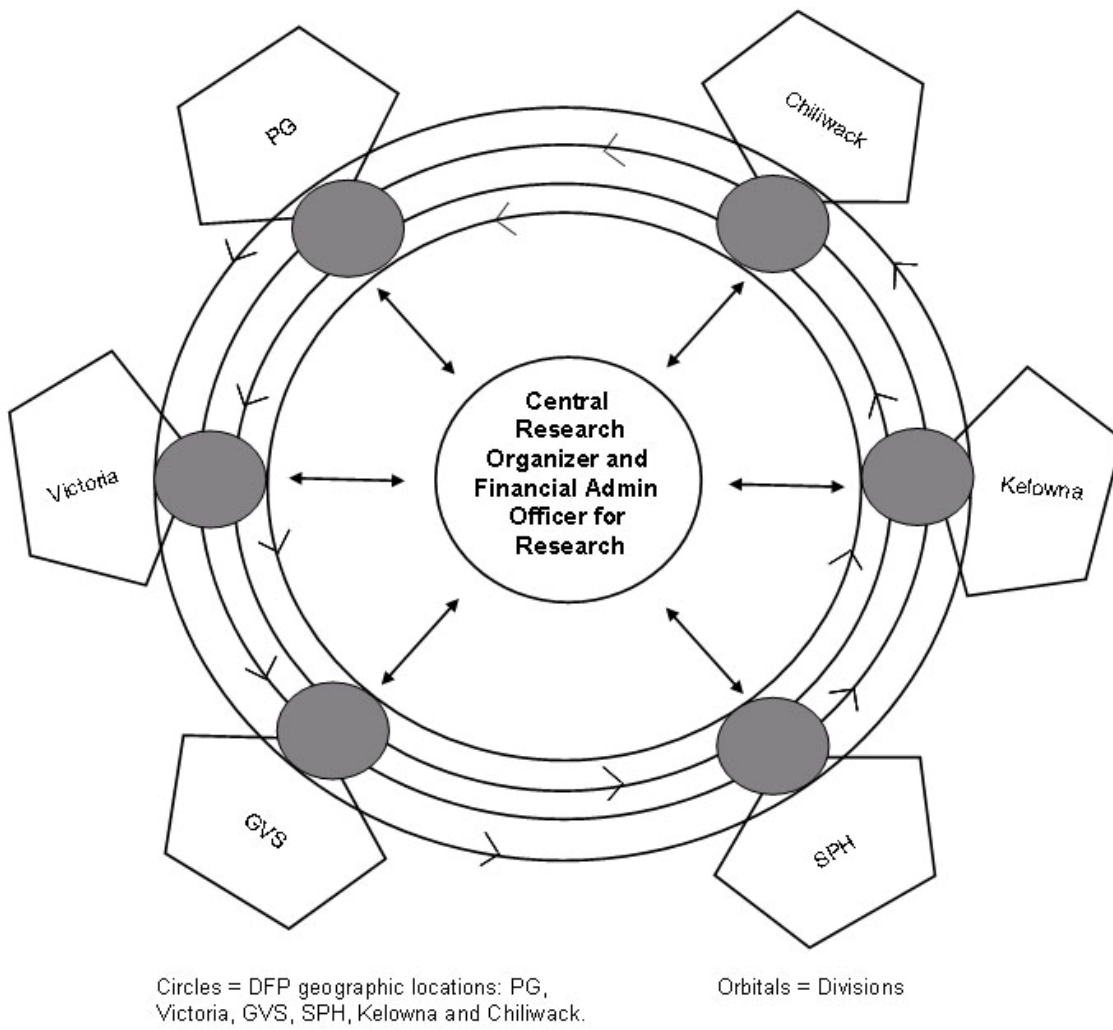 PG
Chiliwack
Central
Research
Organizer and
Financial Admin
Officer for
Research
Victoria
Kelowna
GVS
SPH
Circles = DFP geographic locations: PG,
Victoria, GVS, SPH, Kelowna and Chiliwack.
Orbitals = Divisions